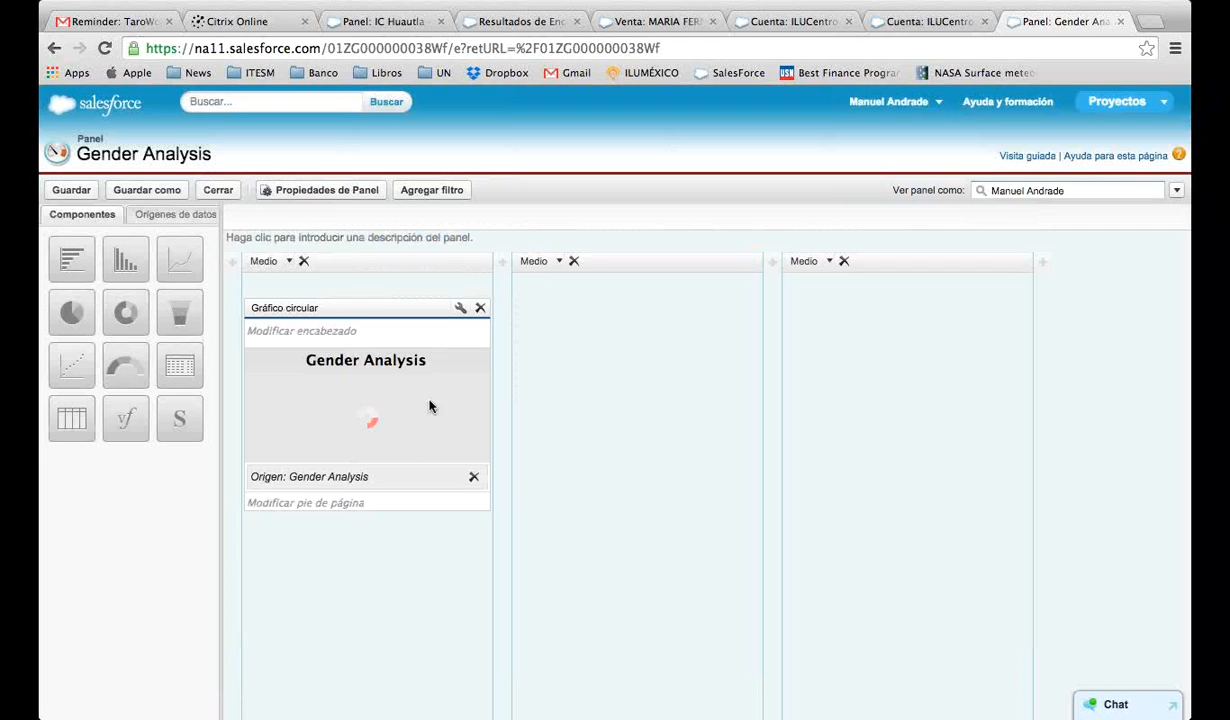 Reminder: TaroWo
Citrix Online
Panel: IC Huautla -
Resultados de Enc
Venta: MARIA FER
Cuenta: ILUCentro
Cuenta: ILUCentro
Panel: Gender Ana
https://na11.salesforce.com/01ZG000000038Wf/e?retURL=%2F01ZG000000038Wf
Apps
Apple
News
ITESM
Banco
Libros
UN
Dropbox
Gmail
ILUMÉXICO
SalesForce
Best Finance Progra
NASA Surface meteo
salesforce
Buscar...
Buscar
Manuel Andrade
Ayuda y formación
Proyectos
Panel
Gender Analysis
Visita guiada | Ayuda para esta página
Guardar
Guardar como
Cerrar
Propiedades de Panel
Agregar filtro
Ver panel como:
Manuel Andrade
Componentes
Orígenes de datos
Haga clic para introducir una descripción del panel.
Medio
Medio
Medio
Gráfico circular
Modificar encabezado
Gender Analysis
Origen: Gender Analysis
Modificar pie de página
vf
S
Chat